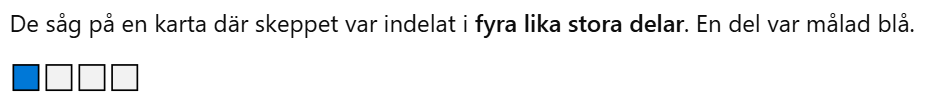 De såg på en karta där skeppet var indelat i fyra lika stora delar. En del var målad blå.